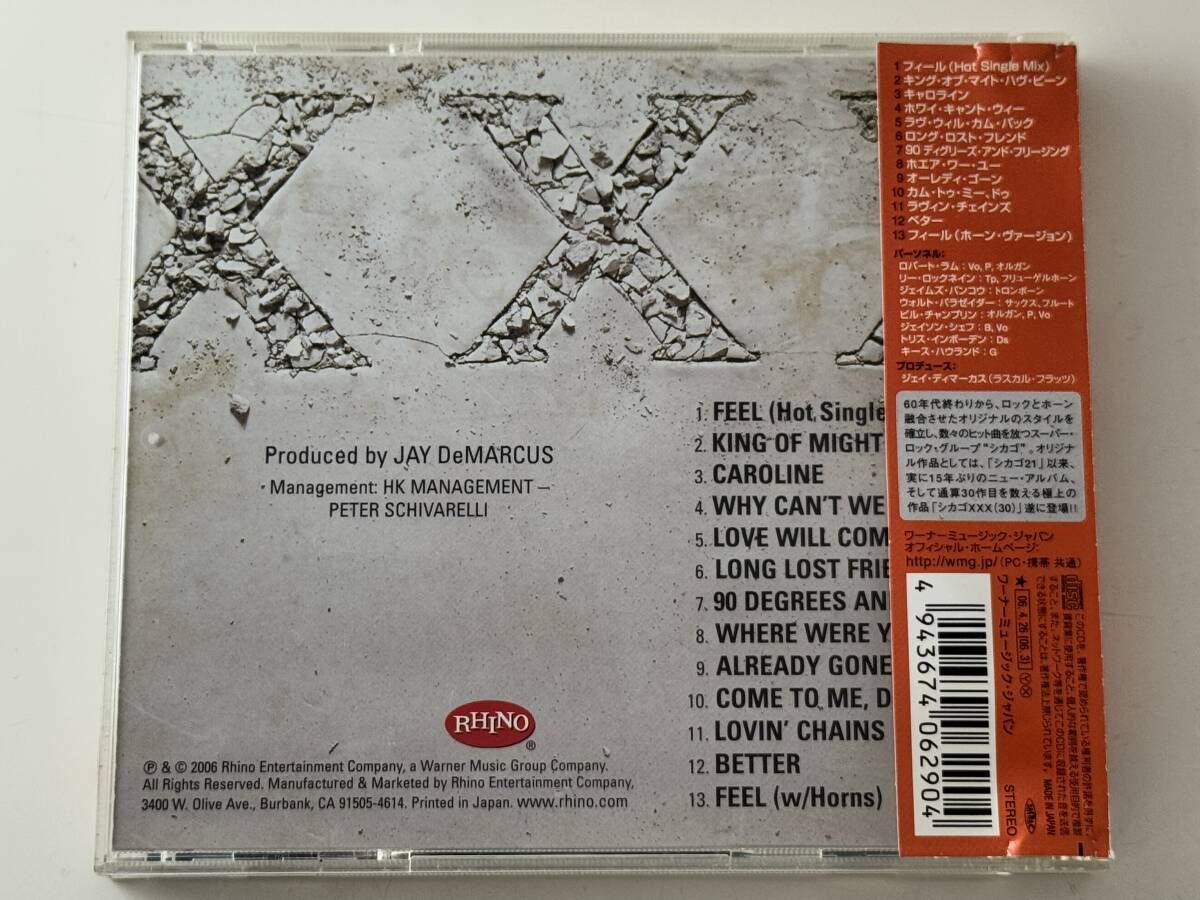 XX
Produced by JAY DeMARCUS
Management: HK MANAGEMENT –
PETER SCHIVARELLI
1. FEEL (Hot Single
2. KING OF MIGHT
3. CAROLINE
4. WHY CAN'T WE
5. LOVE WILL COM
6. LONG LOST FRIE
7. 90 DEGREES AN
8. WHERE WERE Y
9. ALREADY GONE
10. COME TO ME, D
11. LOVIN' CHAINS
12. BETTER
13. FEEL (w/Horns)
RHINO
®
℗ & © 2006 Rhino Entertainment Company, a Warner Music Group Company.
All Rights Reserved. Manufactured & Marketed by Rhino Entertainment Company,
3400 W. Olive Ave., Burbank, CA 91505-4614. Printed in Japan. www.rhino.com
1 フィール(Hot Single Mix)
2 キング・オブ・マイト・ハヴ・ビーン
3 キャロライン
4 ホワイ・キャント・ウィー
5 ラヴ・ウィル・カム・バック
6 ロング・ロスト・フレンド
7 90 ディグリーズ・アンド・フリージング
8 ホエア・ワー・ユー
9 オーレディ・ゴーン
10 カム・トゥ・ミー、ドゥ
11 ラヴィン・チェインズ
12 ベター
13 フィール(ホーン・ヴァージョン)
パーソネル:
ロバート・ラム:Vo, P, オルガン
リー・ロックネイン:Tp, フリューゲルホーン
ジェイムズ・パンコウ:トロンボーン
ウォルト・パラゼイダー:サックス, フルート
ビル・チャンプリン:オルガン, P, Vo
ジェイソン・シェフ:B, Vo
トリス・インボーデン:Ds
キース・ハウランド:G
プロデュース:
ジェイ・ディマーカス(ラスカル・フラッツ)
60年代終わりから、ロックとホーン
融合させたオリジナルのスタイルを
確立し、数々のヒット曲を放つスーパー・
ロック・グループ“シカゴ”。オリジナ
ル作品としては、「シカゴ21」以来、
実に15年ぶりのニュー・アルバム、
そして通算30作目を数える極上の
作品「シカゴXXX(30)」遂に登場!!
ワーナーミュージック・ジャパン
オフィシャル・ホームページ:
http://wmg.jp/(PC・携帯 共通)
4 943674 062904
★ 06.4.26
ワーナーミュージック・ジャパン
STEREO
MADE IN JAPAN